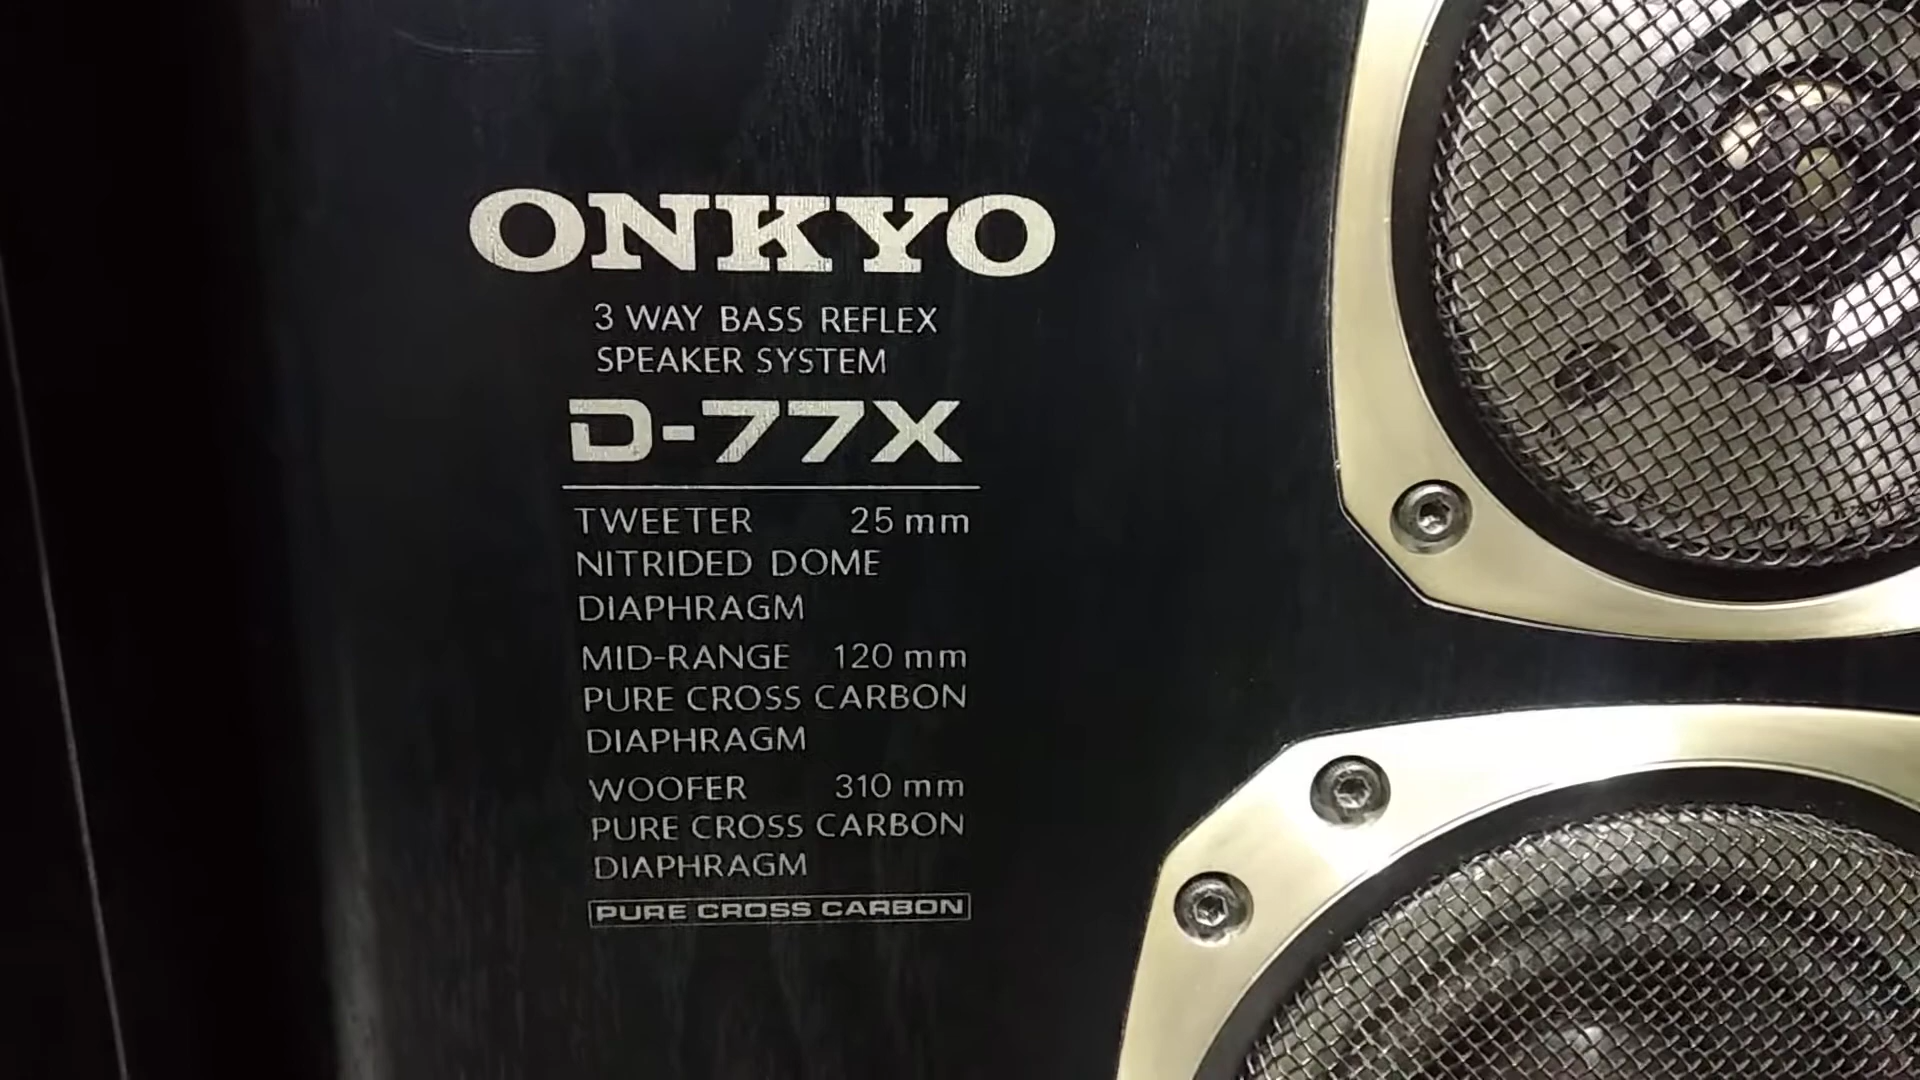 ONKYO
3 WAY BASS REFLEX
SPEAKER SYSTEM
D-77X
TWEETER 25 mm
NITRIDED DOME
DIAPHRAGM
MID-RANGE 120 mm
PURE CROSS CARBON
DIAPHRAGM
WOOFER 310 mm
PURE CROSS CARBON
DIAPHRAGM
PURE CROSS CARBON